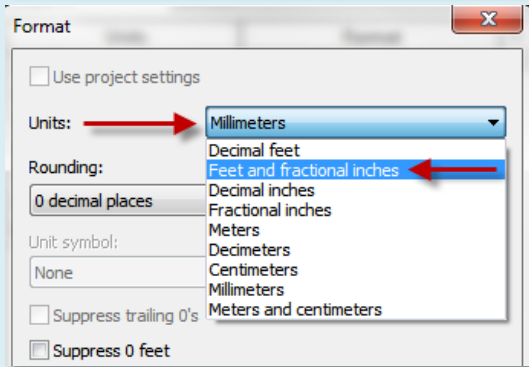 Format
Use project settings
Units:
Millimeters
Decimal feet
Feet and fractional inches
Rounding:
Decimal inches
0 decimal places
Fractional inches
Meters
Unit symbol:
Decimeters
None
Centimeters
Millimeters
Suppress trailing 0's
Meters and centimeters
Suppress 0 feet